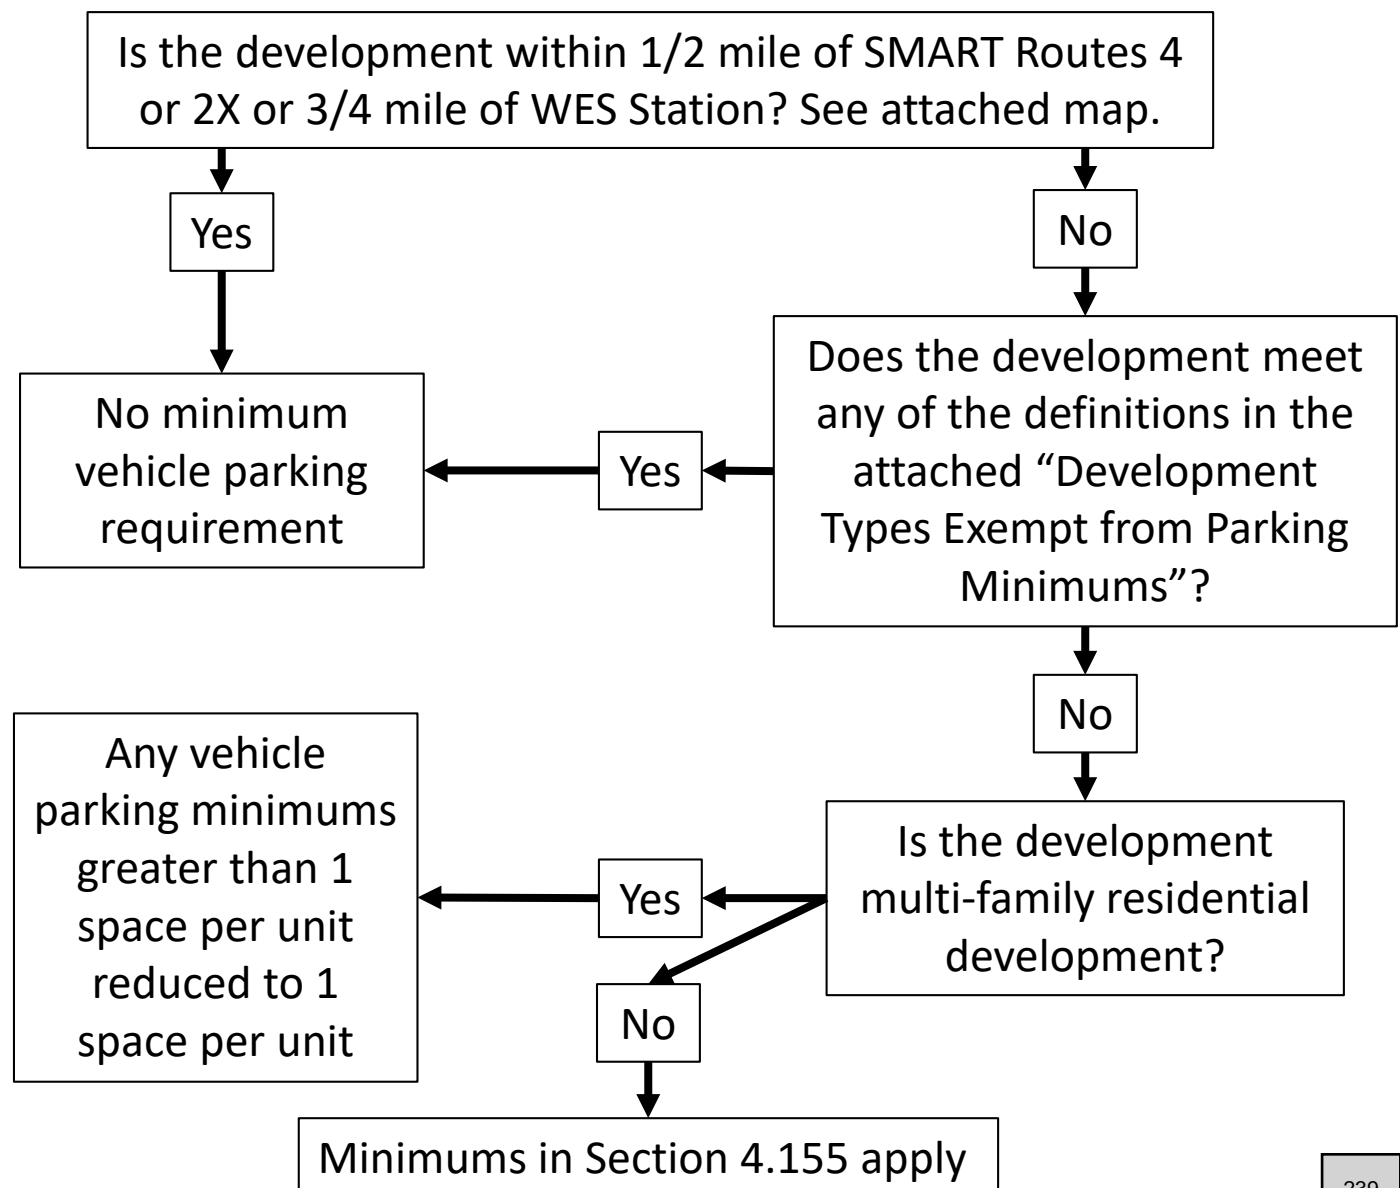 Is the development within 1/2 mile of SMART Routes 4
or 2X or 3/4 mile of WES Station? See attached map.
Yes
No
No minimum
vehicle parking
requirement
Yes
Does the development meet
any of the definitions in the
attached “Development
Types Exempt from Parking
Minimums”?
No
Any vehicle
parking minimums
greater than 1
space per unit
reduced to 1
space per unit
Yes
Is the development
multi-family residential
development?
No
Minimums in Section 4.155 apply
239